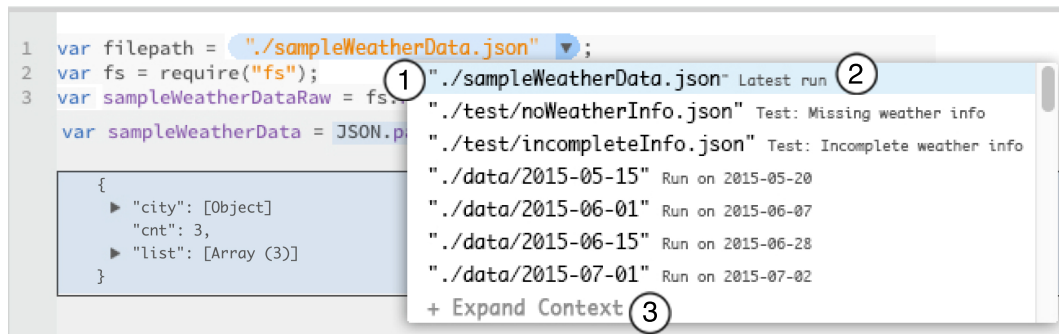 1 var filepath = "./sampleWeatherData.json" ▼ ;
2 var fs = require("fs");
3 var sampleWeatherDataRaw = fs.
var sampleWeatherData = JSON.pa
{
▶ "city": [Object]
"cnt": 3,
▶ "list": [Array (3)]
}
1 "./sampleWeatherData.json" Latest run 2
"./test/noWeatherInfo.json" Test: Missing weather info
"./test/incompleteInfo.json" Test: Incomplete weather info
"./data/2015-05-15" Run on 2015-05-20
"./data/2015-06-01" Run on 2015-06-07
"./data/2015-06-15" Run on 2015-06-28
"./data/2015-07-01" Run on 2015-07-02
+ Expand Context 3